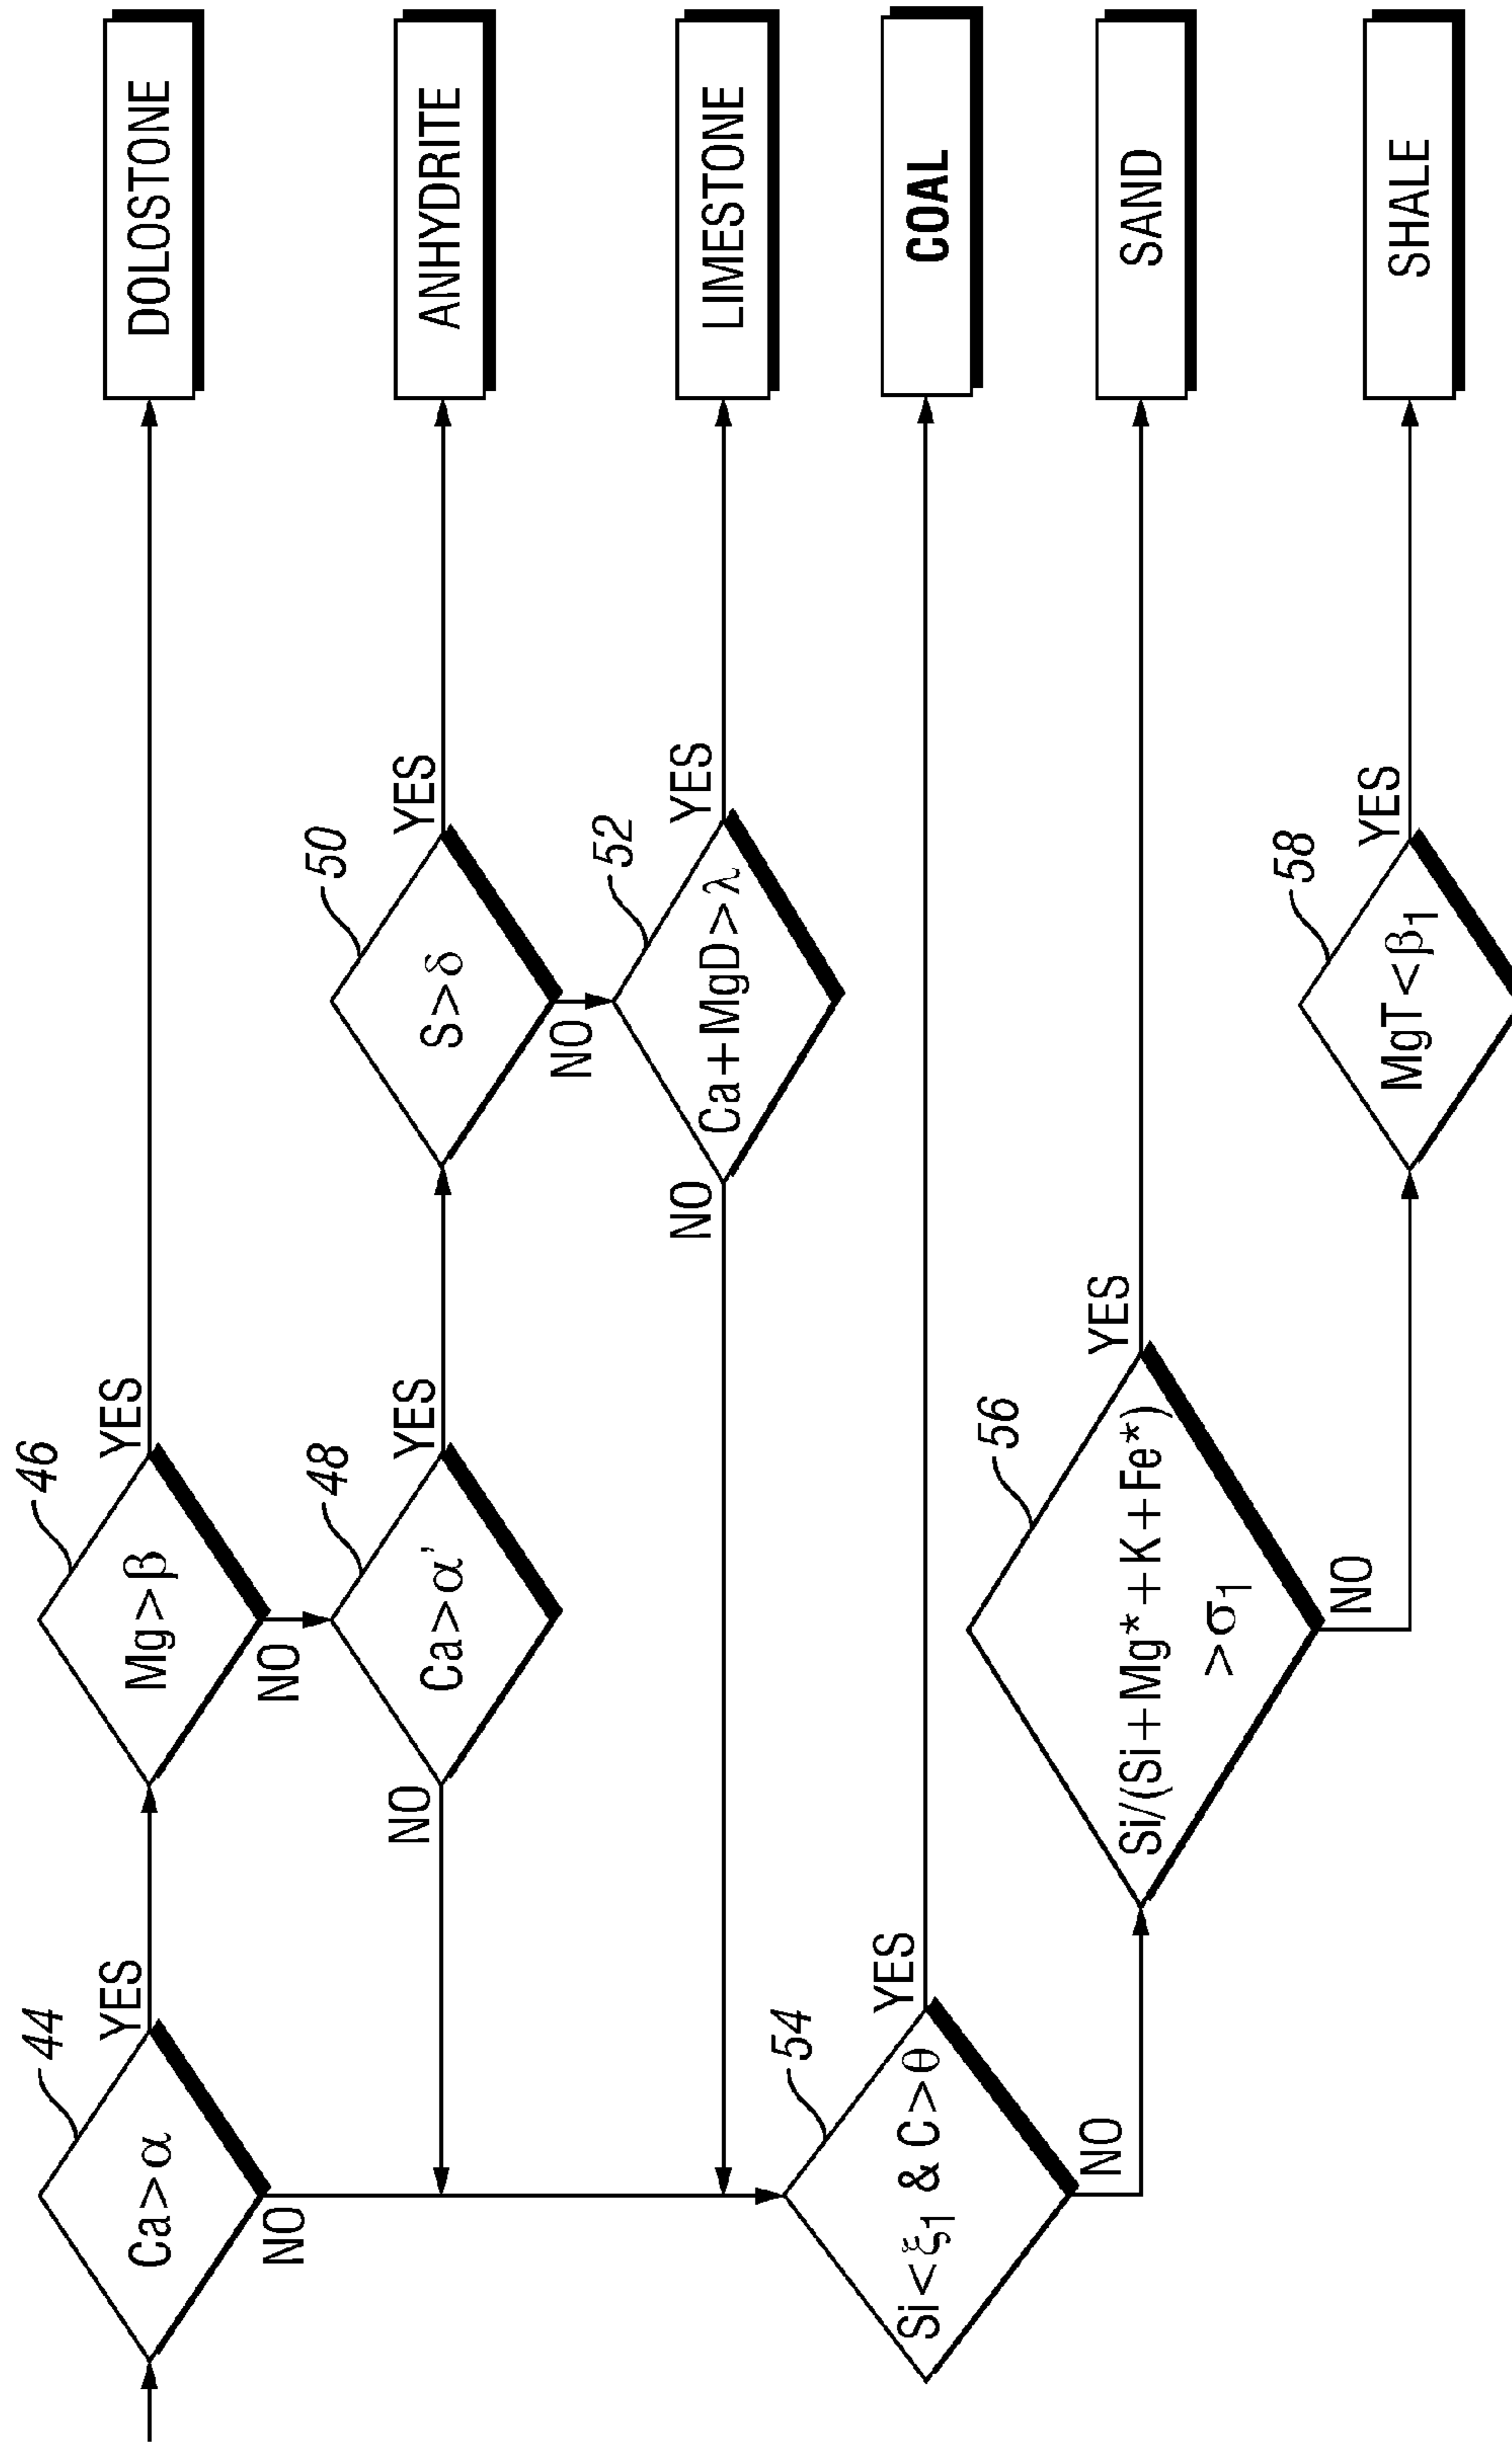 44
Ca>α
YES
NO
46
Mg>β
YES
NO
DOLOSTONE
48
Ca>α'
YES
NO
50
S>δ
YES
NO
ANHYDRITE
52
Ca+MgD>λ
YES
NO
LIMESTONE
54
Si<ξ1 & C>θ
YES
NO
COAL
56
Si/(Si+Mg*+K+Fe*)
>σ1
YES
NO
SAND
58
MgT<β1
YES
SHALE